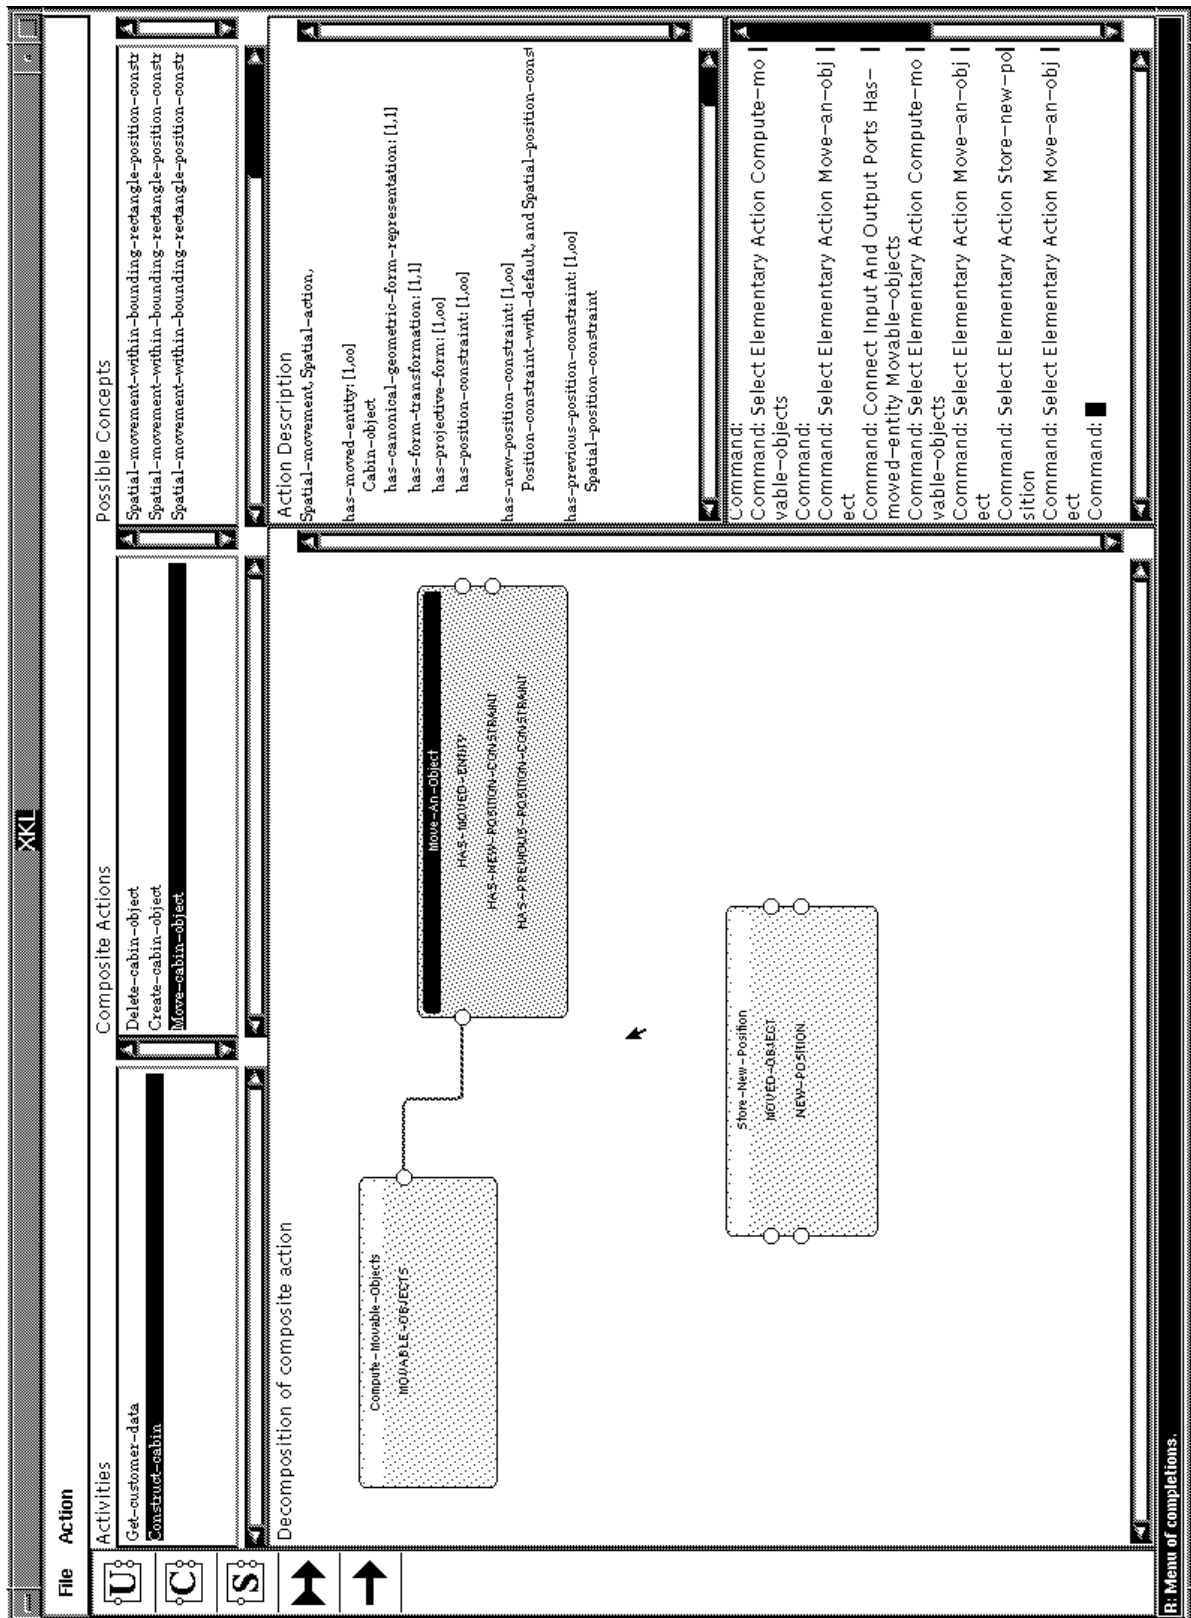 XKL
File Action
Activities
Get-customer-data
Construct-cabin
Composite Actions
Delete-cabin-object
Create-cabin-object
Move-cabin-object
Possible Concepts
Spatial-movement-within-bounding-rectangle-position-constr
Spatial-movement-within-bounding-rectangle-position-constr
Spatial-movement-within-bounding-rectangle-position-constr
U
C
S
Decomposition of composite action
Compute-Movable-Objects
MOVABLE-OBJECTS
Move-An-Object
HAS-MOVED-ENTITY
HAS-NEW-POSITION-CONSTRAINT
HAS-PREVIOUS-POSITION-CONSTRAINT
Store-New-Position
MOVED-OBJECT
NEW-POSITION
Action Description
Spatial-movement, Spatial-action,
has-moved-entity: [1,oo]
Cabin-object
has-canonical-geometric-form-representation: [1,1]
has-form-transformation: [1,1]
has-projective-form: [1,oo]
has-position-constraint: [1,oo]
has-new-position-constraint: [1,oo]
Position-constraint-with-default, and Spatial-position-const
has-previous-position-constraint: [1,oo]
Spatial-position-constraint
Command:
Command: Select Elementary Action Compute-mo
vable-objects
Command:
Command: Select Elementary Action Move-an-obj
ect
Command: Connect Input And Output Ports Has-
moved-entity Movable-objects
Command: Select Elementary Action Compute-mo
vable-objects
Command: Select Elementary Action Move-an-obj
ect
Command: Select Elementary Action Store-new-po
sition
Command: Select Elementary Action Move-an-obj
ect
Command:
R: Menu of completions.